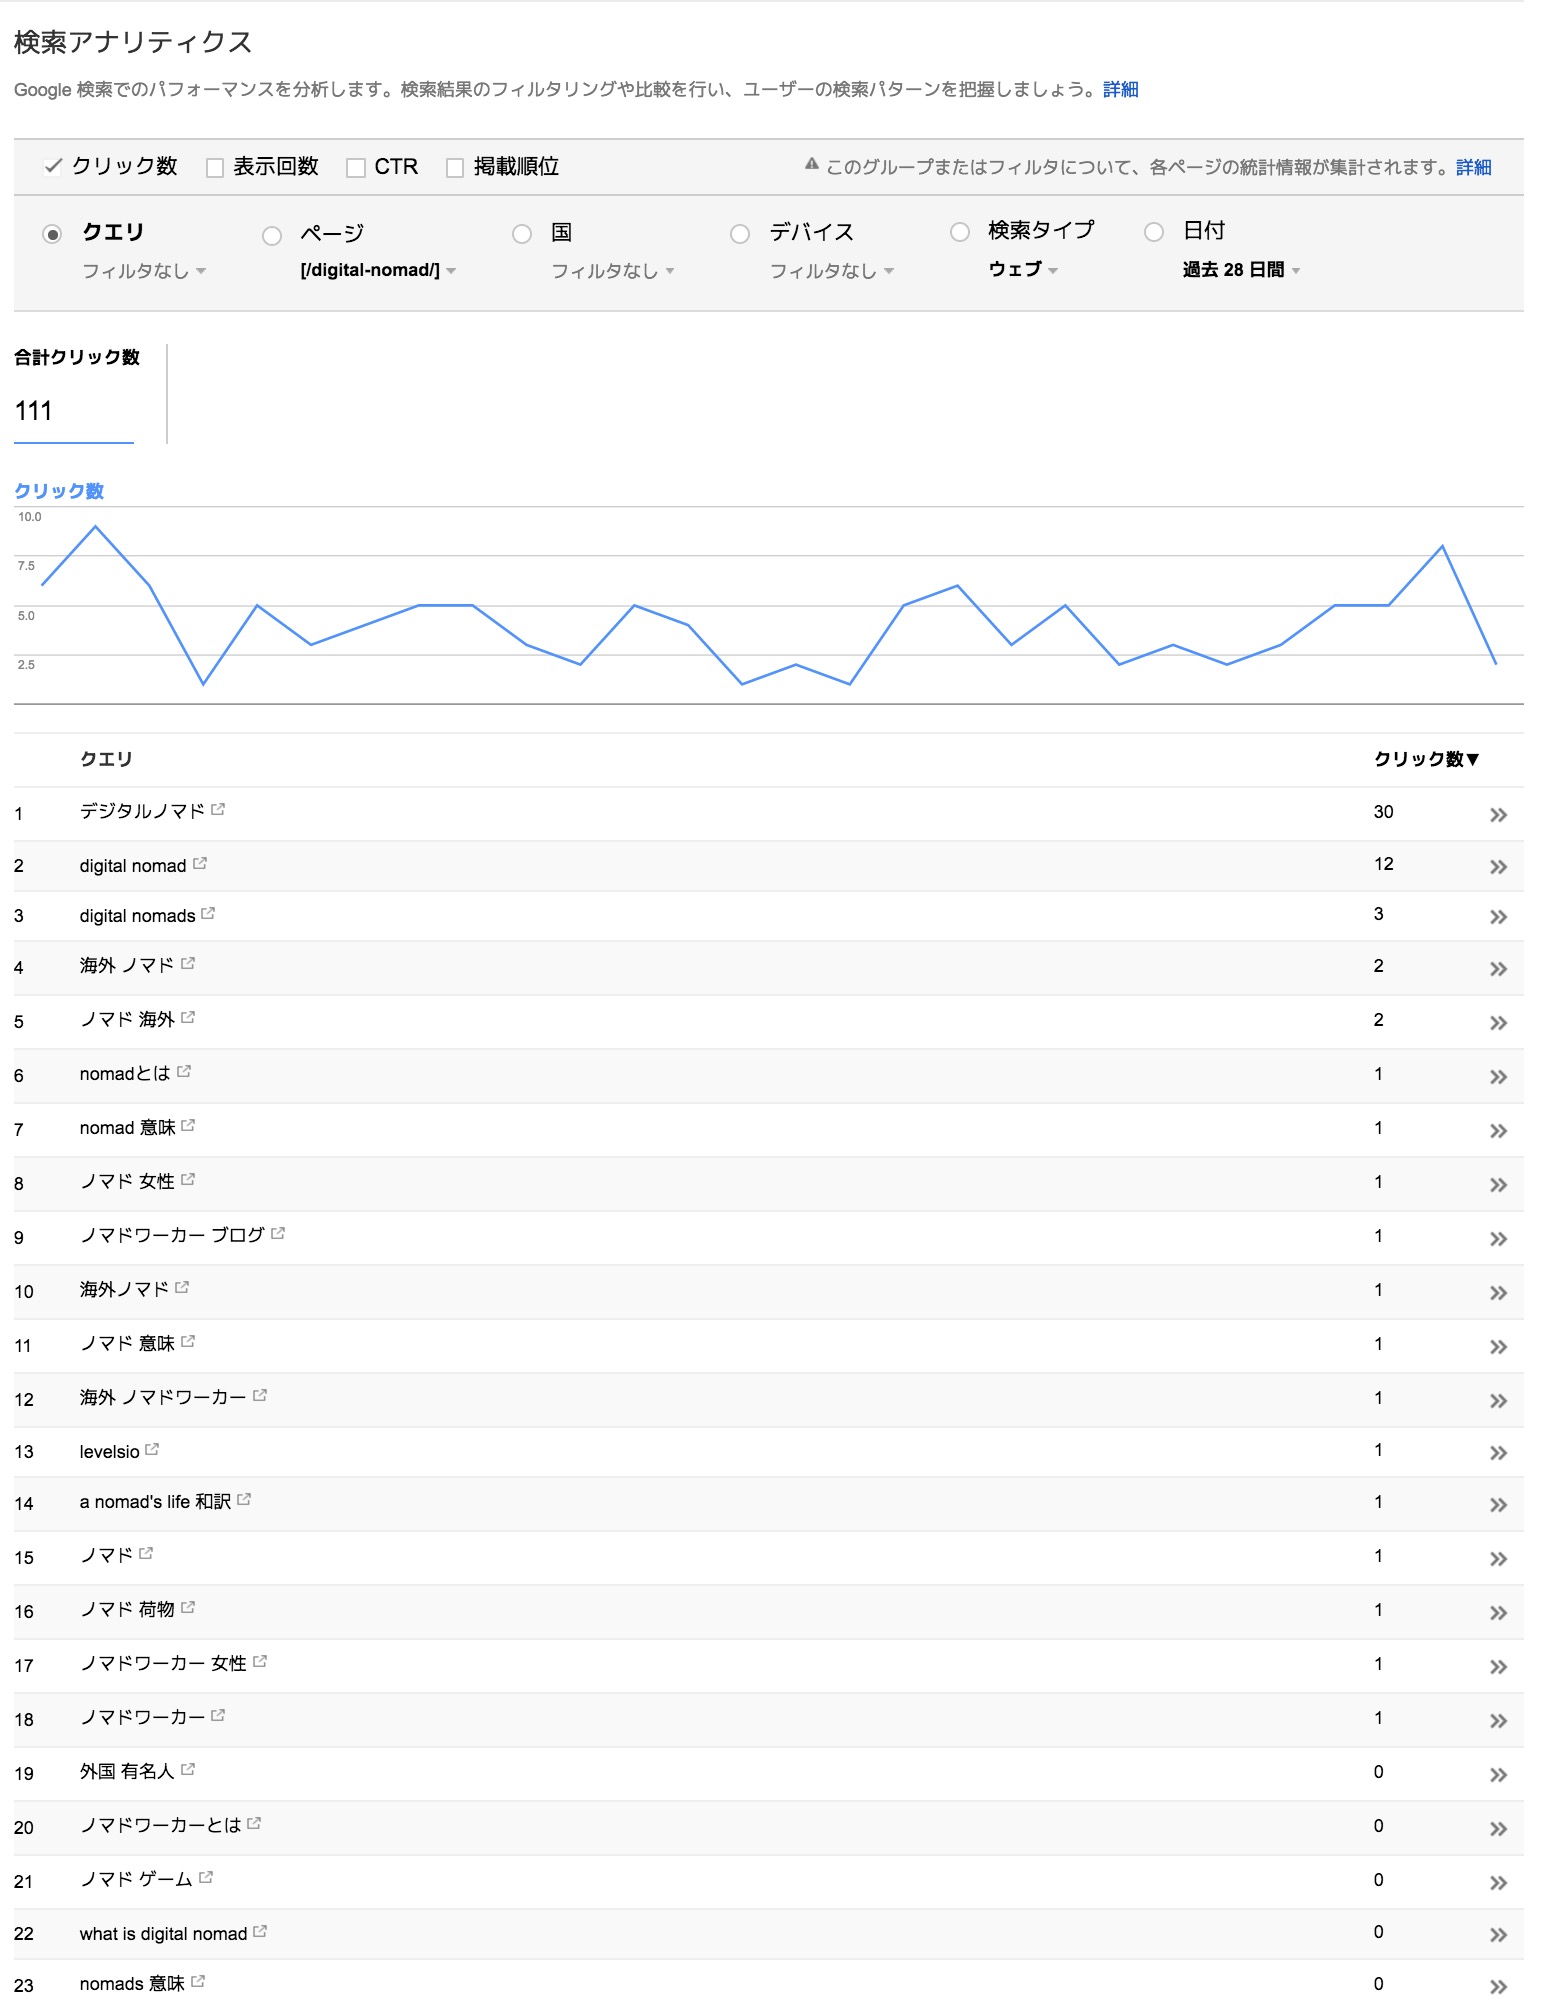 検索アナリティクス
Google 検索でのパフォーマンスを分析します。検索結果のフィルタリングや比較を行い、ユーザーの検索パターンを把握しましょう。詳細
クリック数 表示回数 CTR 掲載順位 このグループまたはフィルタについて、各ページの統計情報が集計されます。詳細
クエリ ページ 国 デバイス 検索タイプ 日付
フィルタなし [/digital-nomad/] フィルタなし フィルタなし ウェブ 過去 28 日間
合計クリック数
111
クリック数
10.0
7.5
5.0
2.5
クエリ クリック数▼
1 デジタルノマド 30
2 digital nomad 12
3 digital nomads 3
4 海外 ノマド 2
5 ノマド 海外 2
6 nomadとは 1
7 nomad 意味 1
8 ノマド 女性 1
9 ノマドワーカー ブログ 1
10 海外ノマド 1
11 ノマド 意味 1
12 海外 ノマドワーカー 1
13 levelsio 1
14 a nomad's life 和訳 1
15 ノマド 1
16 ノマド 荷物 1
17 ノマドワーカー 女性 1
18 ノマドワーカー 1
19 外国 有名人 0
20 ノマドワーカーとは 0
21 ノマド ゲーム 0
22 what is digital nomad 0
23 nomads 意味 0